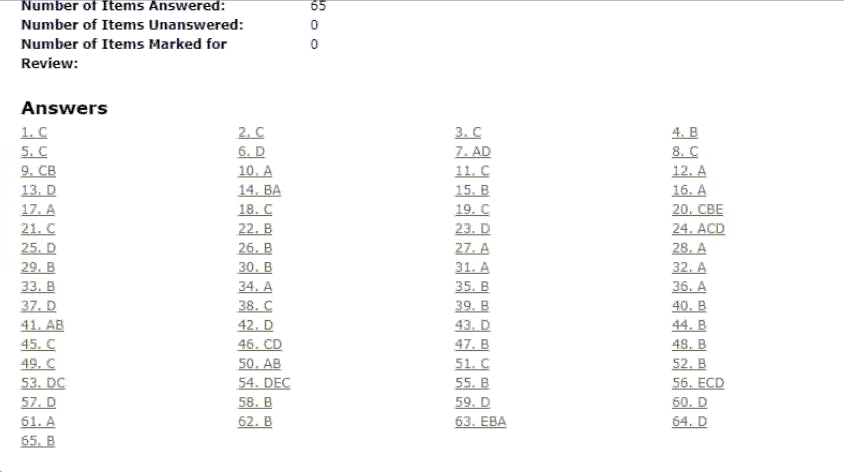 Number of Items Answered: 65
Number of Items Unanswered: 0
Number of Items Marked for 0
Review:
Answers
1. C 2. C 3. C 4. B
5. C 6. D 7. AD 8. C
9. CB 10. A 11. C 12. A
13. D 14. BA 15. B 16. A
17. A 18. C 19. C 20. CBE
21. C 22. B 23. D 24. ACD
25. D 26. B 27. A 28. A
29. B 30. B 31. A 32. A
33. B 34. A 35. B 36. A
37. D 38. C 39. B 40. B
41. AB 42. D 43. D 44. B
45. C 46. CD 47. B 48. B
49. C 50. AB 51. C 52. B
53. DC 54. DEC 55. B 56. ECD
57. D 58. B 59. D 60. D
61. A 62. B 63. EBA 64. D
65. B